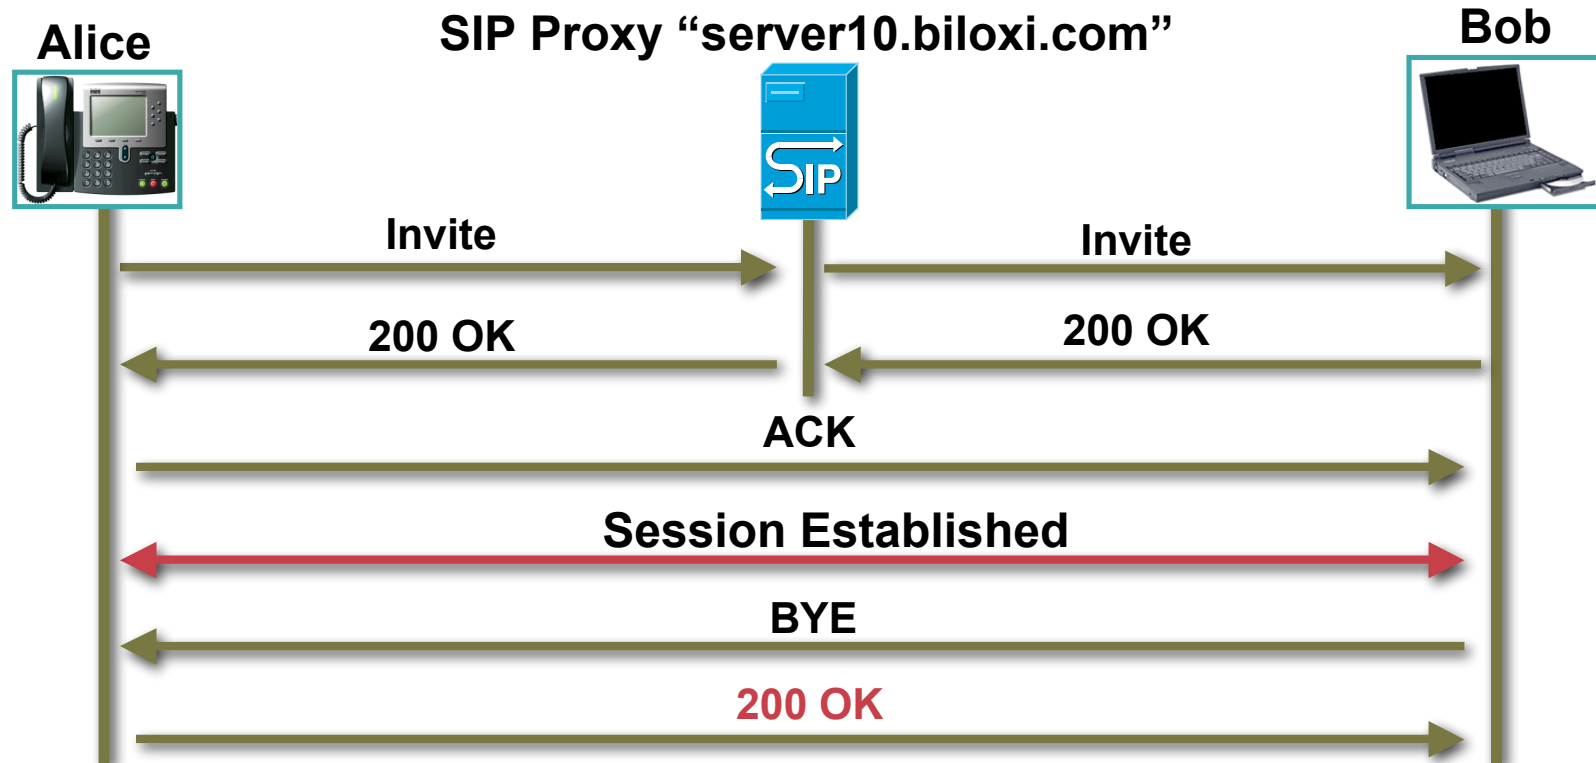 Alice
SIP Proxy “server10.biloxi.com”
Bob
SIP
Invite
Invite
200 OK
200 OK
ACK
Session Established
BYE
200 OK